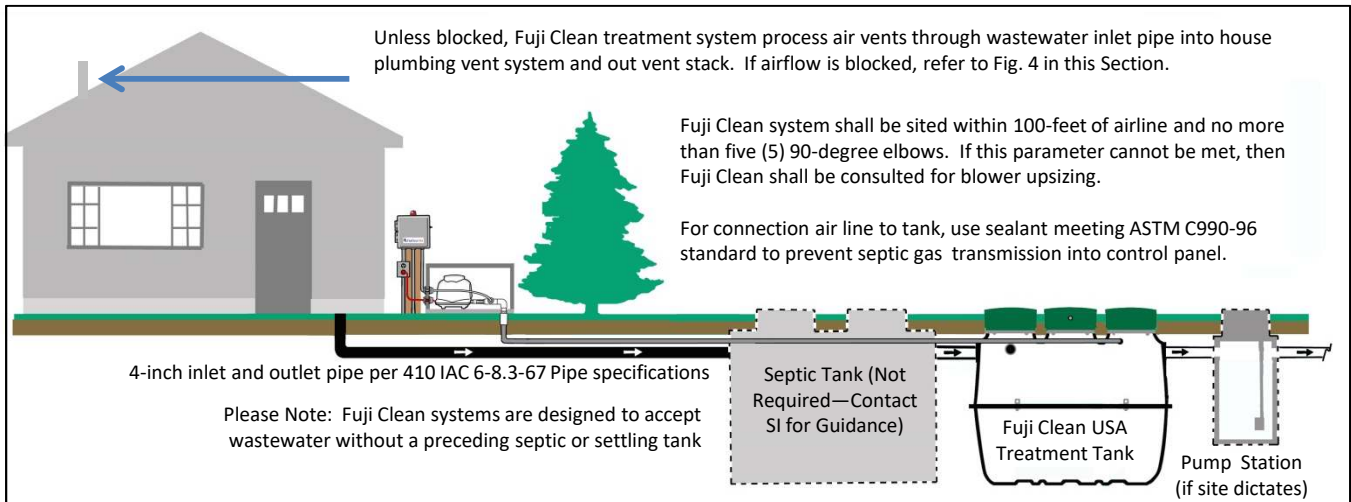 Unless blocked, Fuji Clean treatment system process air vents through wastewater inlet pipe into house
plumbing vent system and out vent stack. If airflow is blocked, refer to Fig. 4 in this Section.
Fuji Clean system shall be sited within 100-feet of airline and no more
than five (5) 90-degree elbows. If this parameter cannot be met, then
Fuji Clean shall be consulted for blower upsizing.
For connection air line to tank, use sealant meeting ASTM C990-96
standard to prevent septic gas transmission into control panel.
4-inch inlet and outlet pipe per 410 IAC 6-8.3-67 Pipe specifications
Please Note: Fuji Clean systems are designed to accept
wastewater without a preceding septic or settling tank
Septic Tank (Not
Required—Contact
SI for Guidance)
Fuji Clean USA
Treatment Tank
Pump Station
(if site dictates)